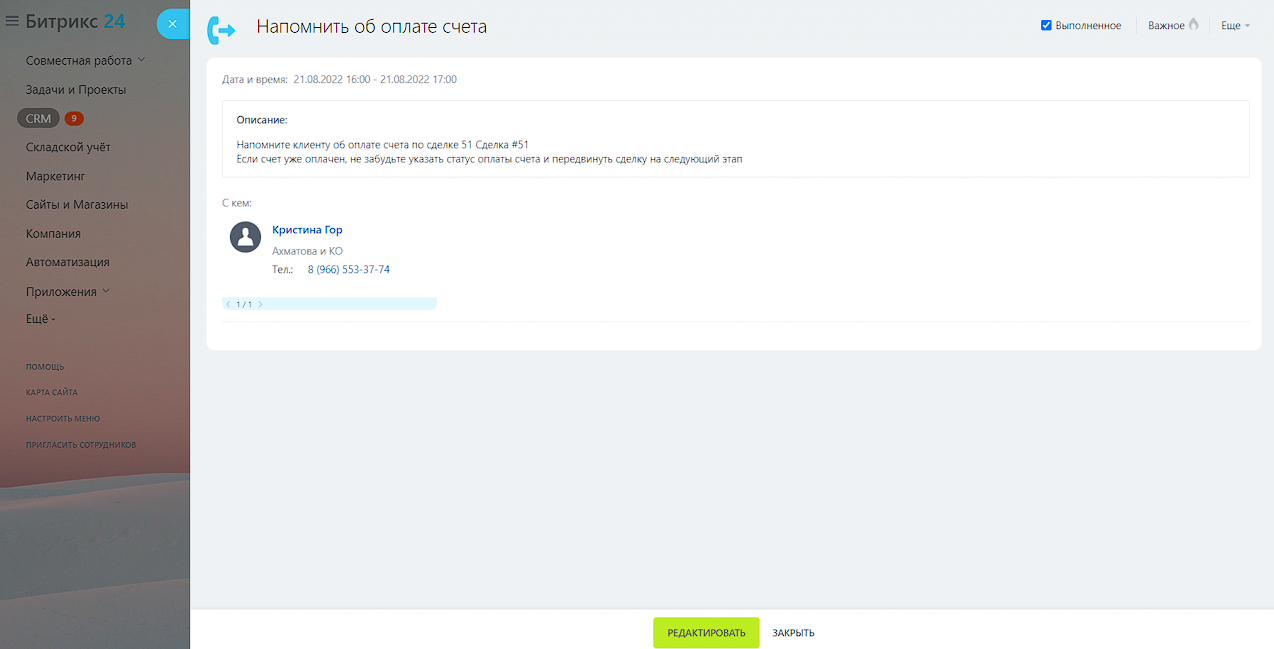 Битрикс 24
Совместная работа
Задачи и Проекты
CRM 9
Складской учёт
Маркетинг
Сайты и Магазины
Компания
Автоматизация
Приложения
Ещё -
ПОМОЩЬ
КАРТА САЙТА
НАСТРОИТЬ МЕНЮ
ПРИГЛАСИТЬ СОТРУДНИКОВ
Напомнить об оплате счета
Выполненное
Важное
Еще
Дата и время: 21.08.2022 16:00 - 21.08.2022 17:00
Описание:
Напомните клиенту об оплате счета по сделке 51 Сделка #51
Если счет уже оплачен, не забудьте указать статус оплаты счета и передвинуть сделку на следующий этап
С кем:
Кристина Гор
Ахматова и КО
Тел.: 8 (966) 553-37-74
1 / 1
РЕДАКТИРОВАТЬ
ЗАКРЫТЬ